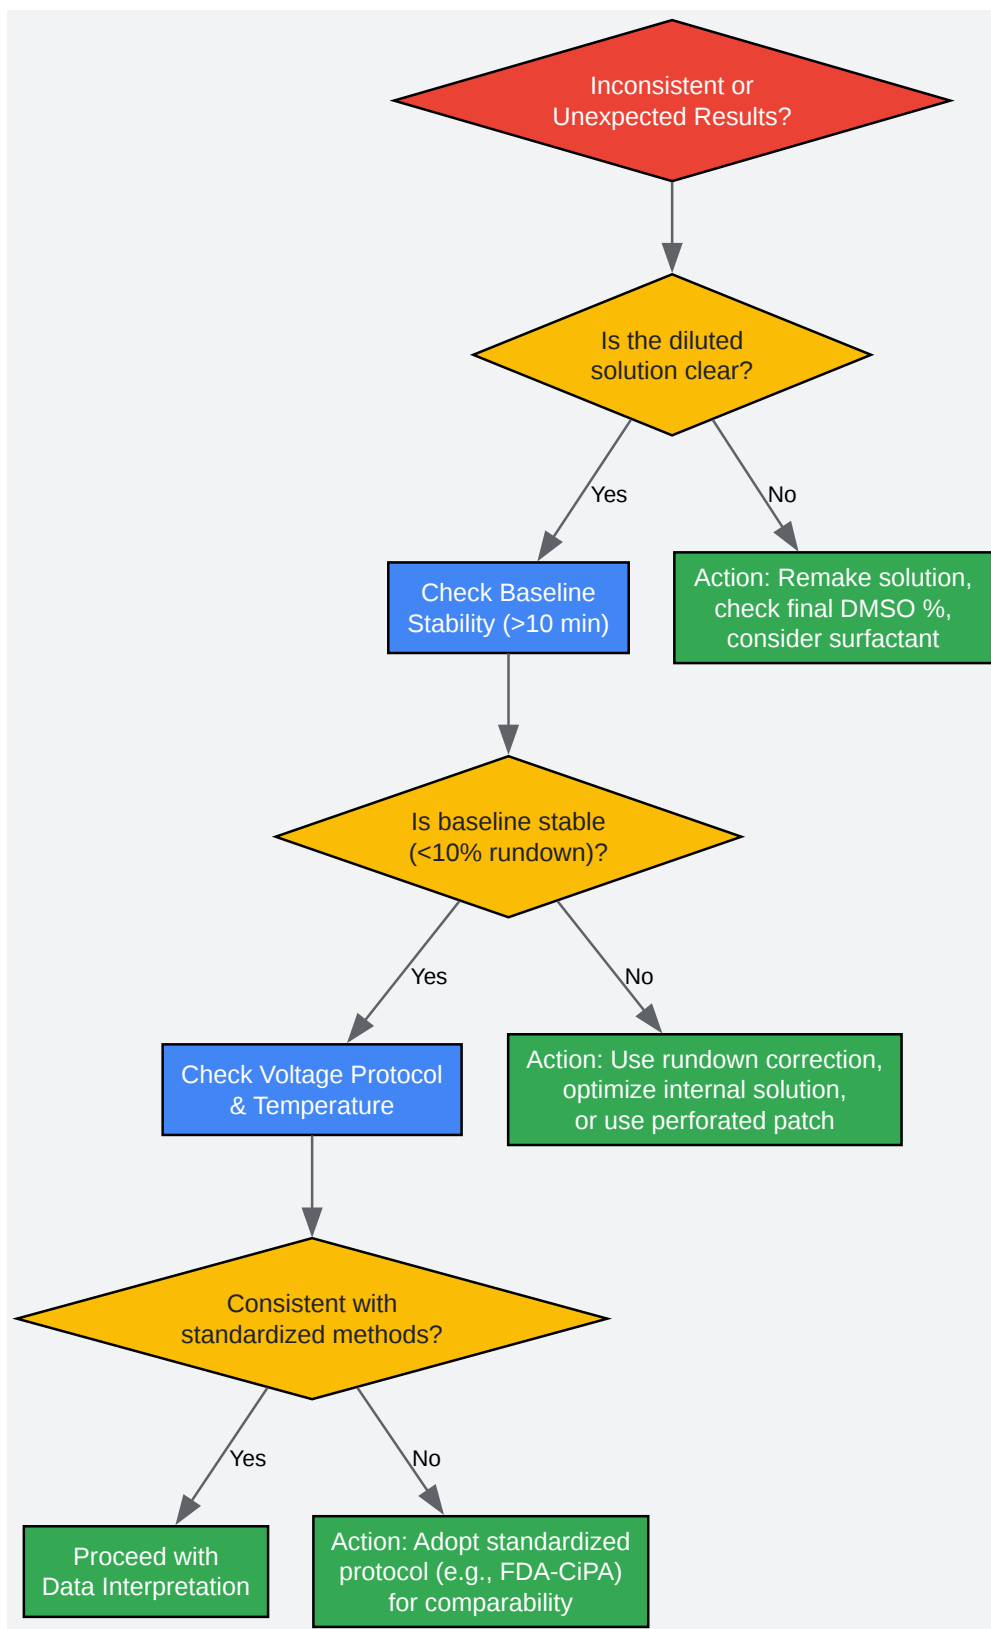 Inconsistent or
Unexpected Results?
Is the diluted
solution clear?
Yes
No
Check Baseline
Stability (>10 min)
Action: Remake solution,
check final DMSO %,
consider surfactant
Is baseline stable
(<10% rundown)?
Yes
No
Check Voltage Protocol
& Temperature
Action: Use rundown correction,
optimize internal solution,
or use perforated patch
Consistent with
standardized methods?
Yes
No
Proceed with
Data Interpretation
Action: Adopt standardized
protocol (e.g., FDA-CiPA)
for comparability